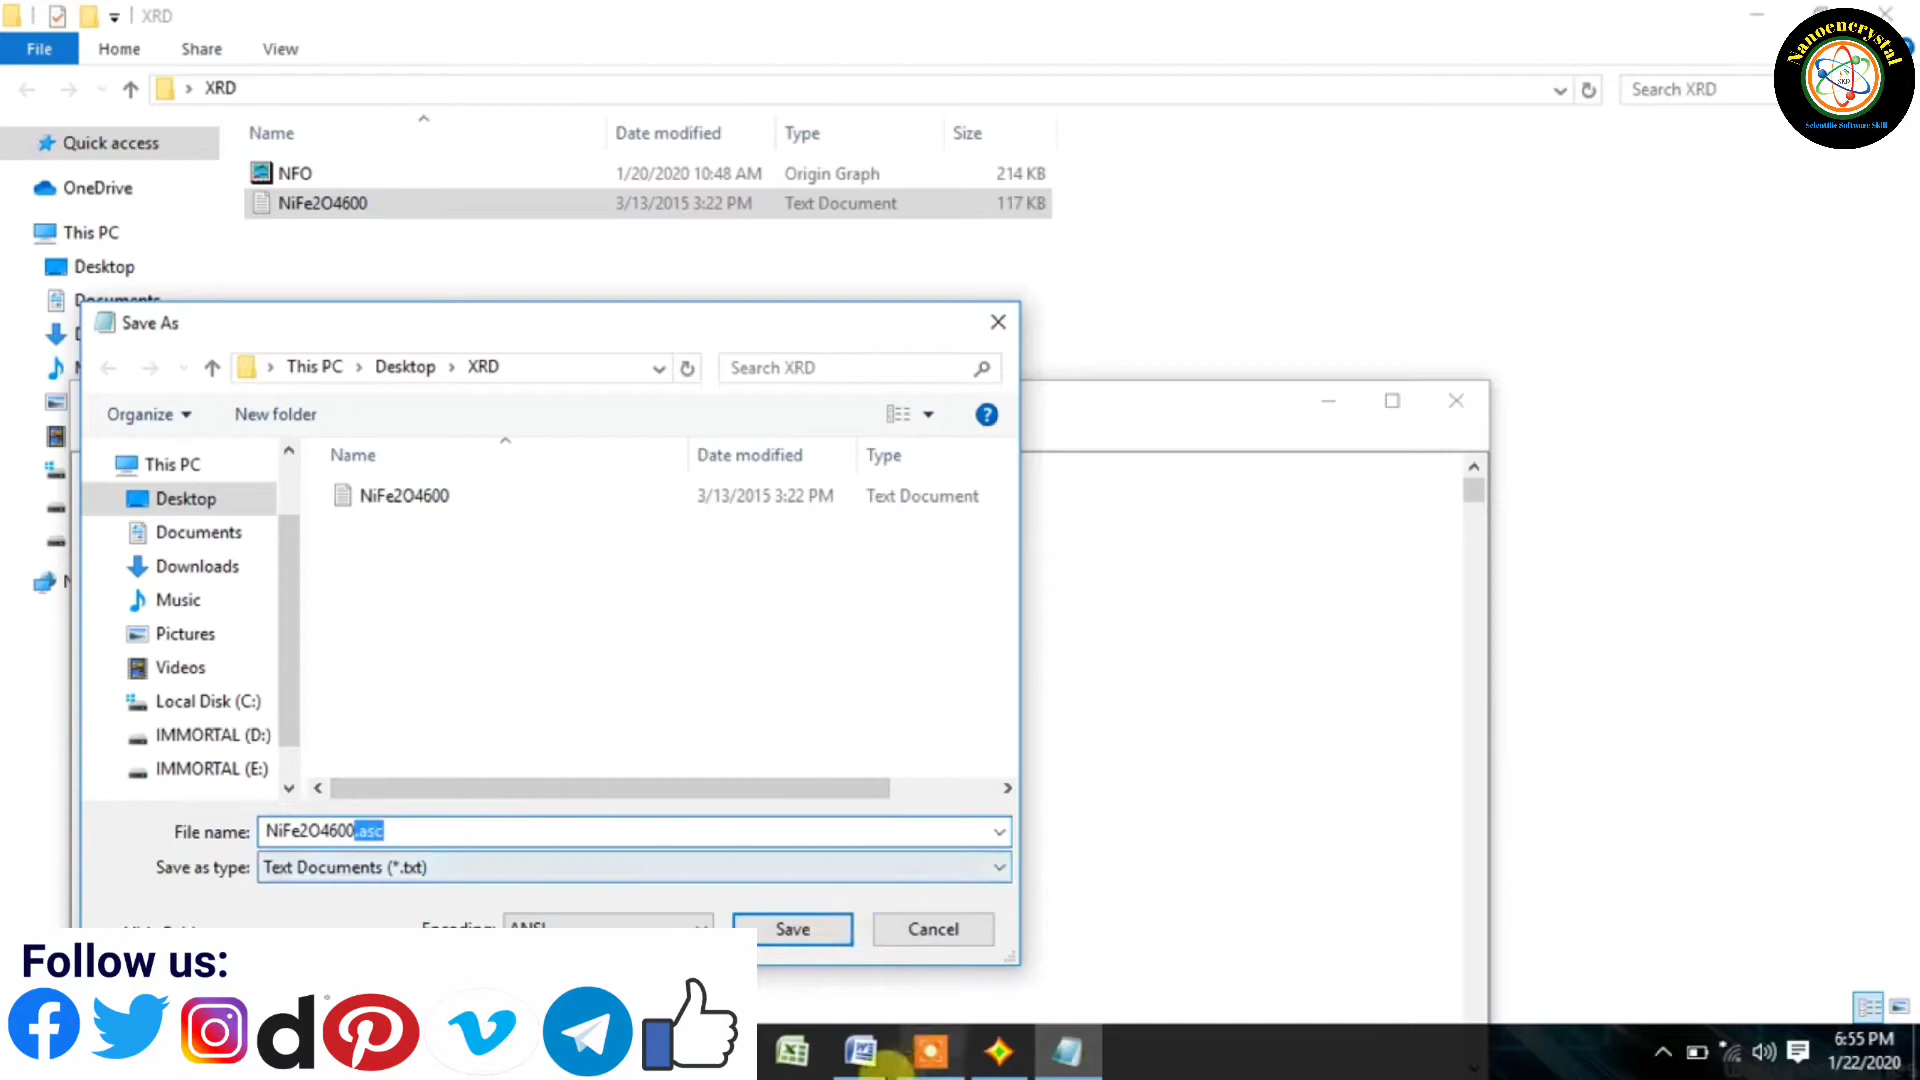 XRD
File Home Share View
XRD
Search XRD
Name Date modified Type Size
Quick access
NFO 1/20/2020 10:48 AM Origin Graph 214 KB
OneDrive
NiFe2O4600 3/13/2015 3:22 PM Text Document 117 KB
This PC
Desktop
Documents
Save As
This PC Desktop XRD
Search XRD
Organize New folder
This PC
Name Date modified Type
Desktop
NiFe2O4600 3/13/2015 3:22 PM Text Document
Documents
Downloads
Music
Pictures
Videos
Local Disk (C:)
IMMORTAL (D:)
IMMORTAL (E:)
File name: NiFe2O4600.asc
Save as type: Text Documents (*.txt)
Encoding: ANSI
Save Cancel
Follow us:
6:55 PM
1/22/2020
Nanoencrystal
SKD
Scientific Software Skill